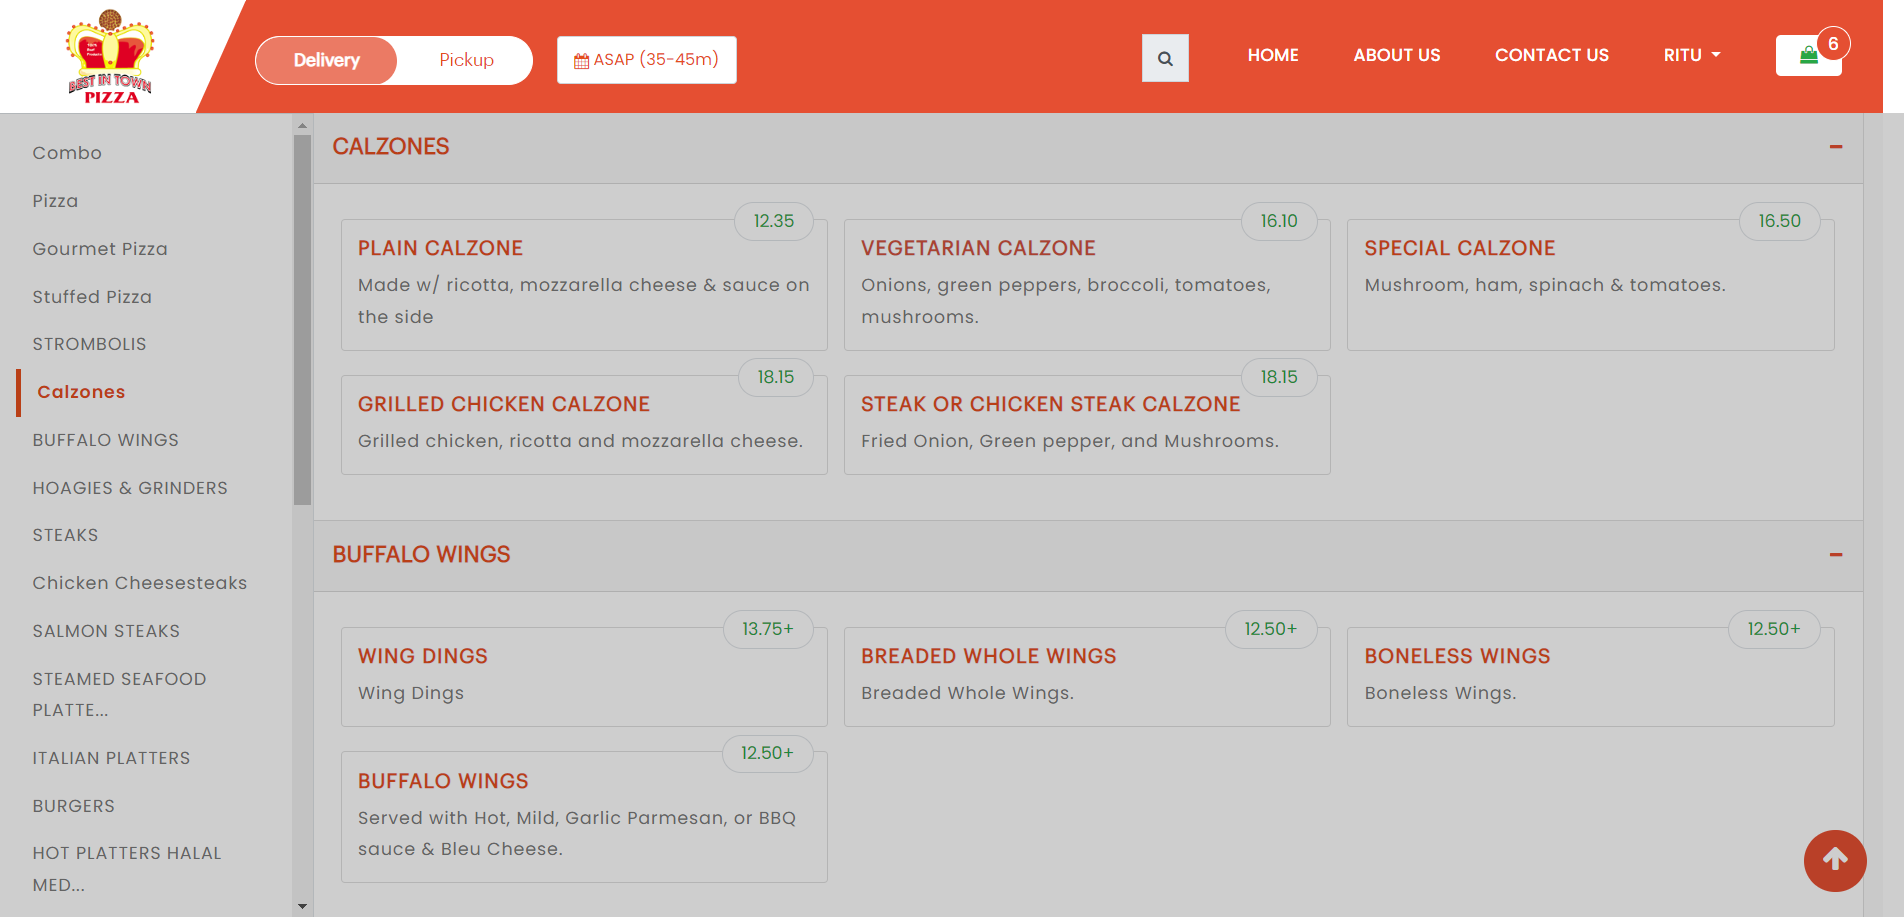 BEST IN TOWN
PIZZA
Delivery
Pickup
ASAP (35-45m)
HOME
ABOUT US
CONTACT US
RITU
6
Combo
Pizza
Gourmet Pizza
Stuffed Pizza
STROMBOLIS
Calzones
BUFFALO WINGS
HOAGIES & GRINDERS
STEAKS
Chicken Cheesesteaks
SALMON STEAKS
STEAMED SEAFOOD
PLATTE...
ITALIAN PLATTERS
BURGERS
HOT PLATTERS HALAL
MED...
CALZONES
12.35
PLAIN CALZONE
Made w/ ricotta, mozzarella cheese & sauce on
the side
16.10
VEGETARIAN CALZONE
Onions, green peppers, broccoli, tomatoes,
mushrooms.
16.50
SPECIAL CALZONE
Mushroom, ham, spinach & tomatoes.
18.15
GRILLED CHICKEN CALZONE
Grilled chicken, ricotta and mozzarella cheese.
18.15
STEAK OR CHICKEN STEAK CALZONE
Fried Onion, Green pepper, and Mushrooms.
BUFFALO WINGS
13.75+
WING DINGS
Wing Dings
12.50+
BREADED WHOLE WINGS
Breaded Whole Wings.
12.50+
BONELESS WINGS
Boneless Wings.
12.50+
BUFFALO WINGS
Served with Hot, Mild, Garlic Parmesan, or BBQ
sauce & Bleu Cheese.